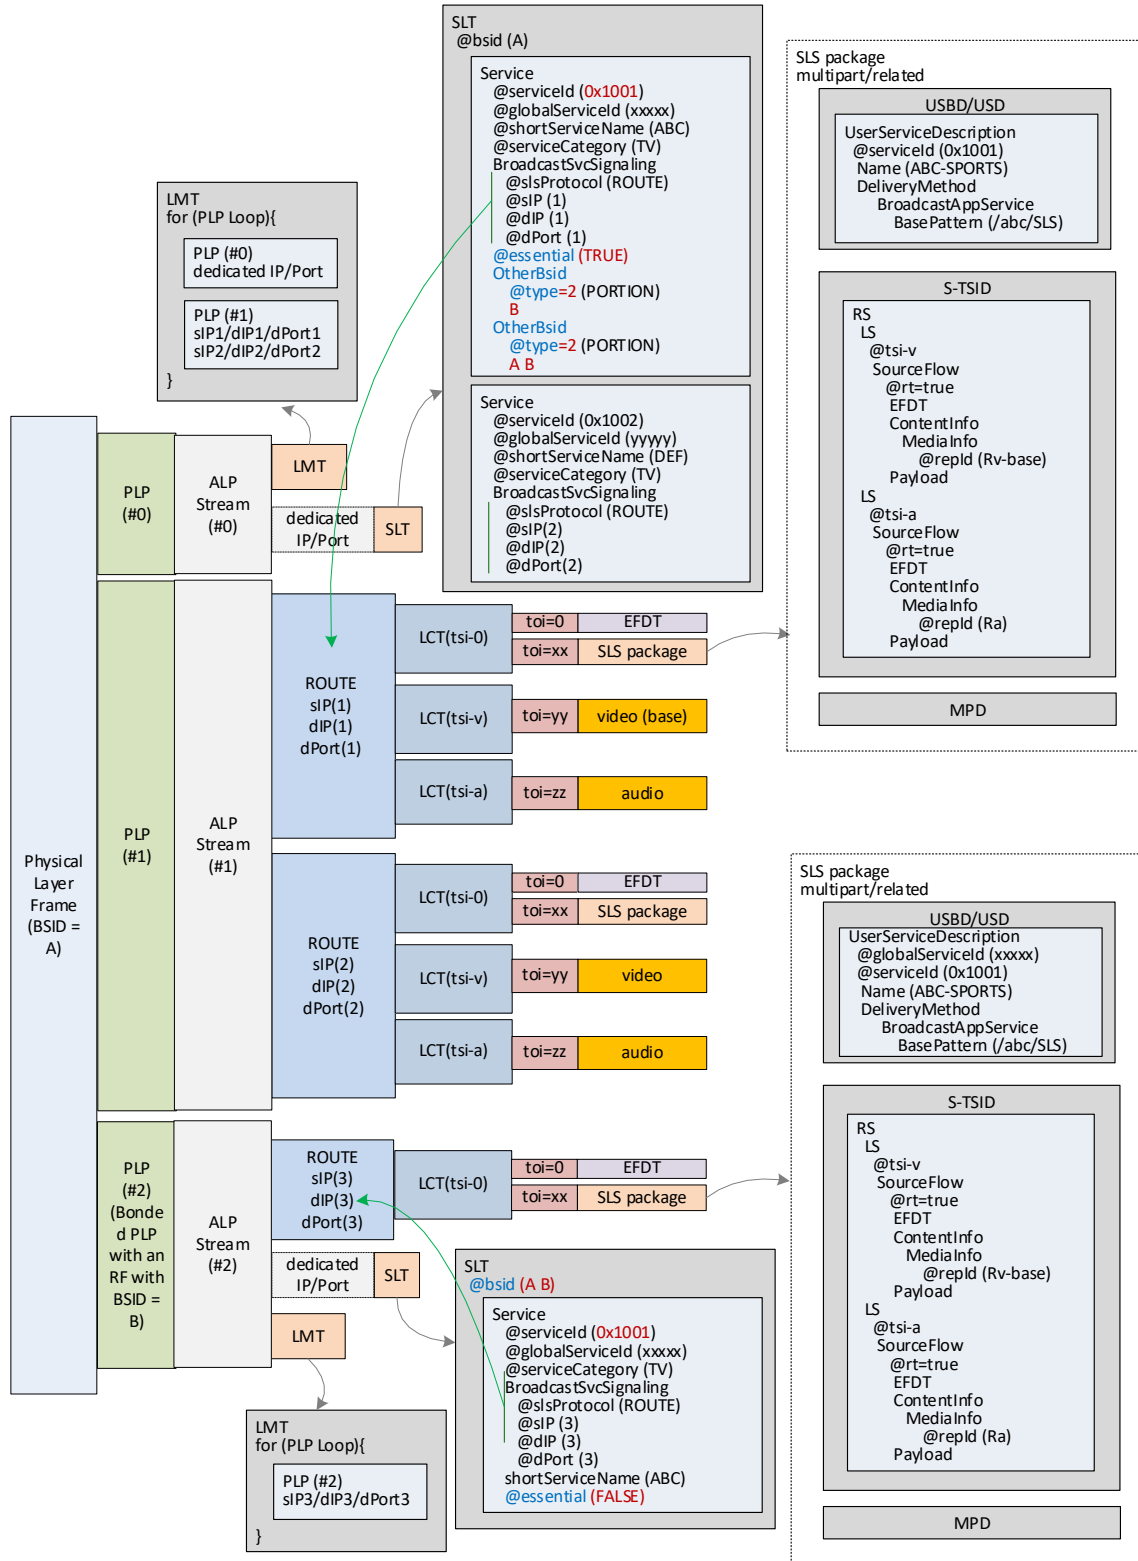 SLT
@bsid (A)
Service
@serviceId (0x1001)
@globalServiceId (xxxxx)
@shortServiceName (ABC)
@serviceCategory (TV)
BroadcastSvcSignaling
@slsProtocol (ROUTE)
@sIP (1)
@dIP (1)
@dPort (1)
@essential (TRUE)
OtherBsid
@type=2 (PORTION)
B
OtherBsid
@type=2 (PORTION)
A B
Service
@serviceId (0x1002)
@globalServiceId (yyyyy)
@shortServiceName (DEF)
@serviceCategory (TV)
BroadcastSvcSignaling
@slsProtocol (ROUTE)
@sIP(2)
@dIP(2)
@dPort(2)
SLS package
multipart/related
USBD/USD
UserServiceDescription
@serviceId (0x1001)
Name (ABC-SPORTS)
DeliveryMethod
BroadcastAppService
BasePattern (/abc/SLS)
S-TSID
RS
LS
@tsi-v
SourceFlow
@rt=true
EFDT
ContentInfo
MediaInfo
@repId (Rv-base)
Payload
LS
@tsi-a
SourceFlow
@rt=true
EFDT
ContentInfo
MediaInfo
@repId (Ra)
Payload
MPD
LMT
for (PLP Loop){
PLP (#0)
dedicated IP/Port
PLP (#1)
sIP1/dIP1/dPort1
sIP2/dIP2/dPort2
}
Physical
Layer
Frame
(BSID =
A)
PLP
(#0)
ALP
Stream
(#0)
LMT
dedicated
IP/Port
SLT
PLP
(#1)
ALP
Stream
(#1)
ROUTE
sIP(1)
dIP(1)
dPort(1)
LCT(tsi-0)
toi=0
EFDT
toi=xx
SLS package
LCT(tsi-v)
toi=yy
video (base)
LCT(tsi-a)
toi=zz
audio
ROUTE
sIP(2)
dIP(2)
dPort(2)
LCT(tsi-0)
toi=0
EFDT
toi=xx
SLS package
LCT(tsi-v)
toi=yy
video
LCT(tsi-a)
toi=zz
audio
PLP
(#2)
(Bonde
d PLP
with an
RF with
BSID =
B)
ALP
Stream
(#2)
ROUTE
sIP(3)
dIP(3)
dPort(3)
LCT(tsi-0)
toi=0
EFDT
toi=xx
SLS package
dedicated
IP/Port
SLT
LMT
LMT
for (PLP Loop){
PLP (#2)
sIP3/dIP3/dPort3
}
SLT
@bsid (A B)
Service
@serviceId (0x1001)
@globalServiceId (xxxxx)
@serviceCategory (TV)
BroadcastSvcSignaling
@slsProtocol (ROUTE)
@sIP (3)
@dIP (3)
@dPort (3)
shortServiceName (ABC)
@essential (FALSE)
SLS package
multipart/related
USBD/USD
UserServiceDescription
@globalServiceId (xxxxx)
@serviceId (0x1001)
Name (ABC-SPORTS)
DeliveryMethod
BroadcastAppService
BasePattern (/abc/SLS)
S-TSID
RS
LS
@tsi-v
SourceFlow
@rt=true
EFDT
ContentInfo
MediaInfo
@repId (Rv-base)
Payload
LS
@tsi-a
SourceFlow
@rt=true
EFDT
ContentInfo
MediaInfo
@repId (Ra)
Payload
MPD